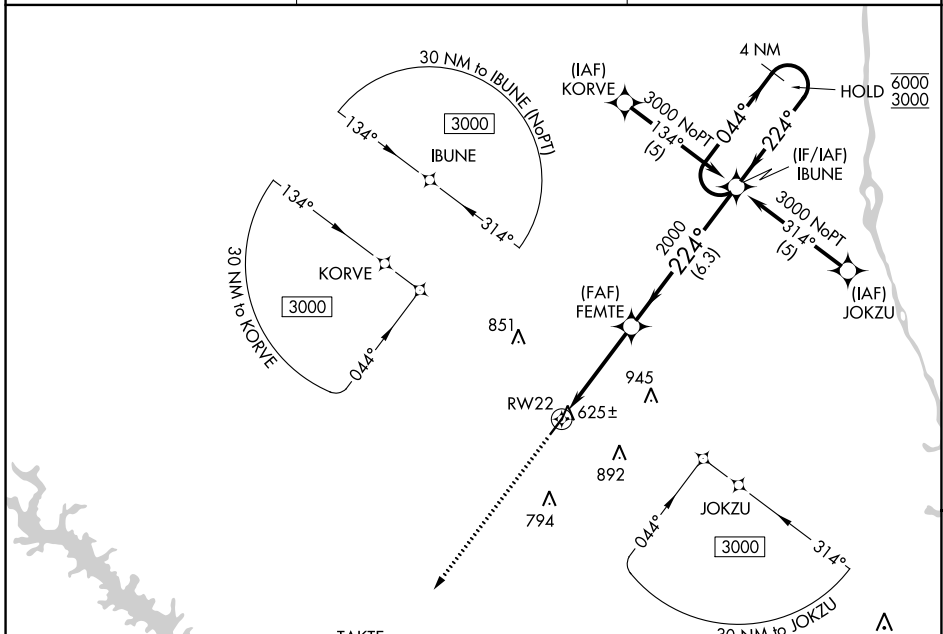 30 NM to IBUNE (NoPT)
134°
3000
IBUNE
314°
(IAF)
KORVE
3000 NoPT
134°
(5)
4 NM
HOLD 6000
3000
044°
224°
(IF/IAF)
IBUNE
3000 NoPT
314°
(5)
(IAF)
JOKZU
134°
KORVE
3000
30 NM to KORVE
044°
2000
224°
(6.3)
(FAF)
FEMTE
851
945
RW22
625±
892
794
JOKZU
044°
3000
314°
30 NM to JOKZU
TAKTE